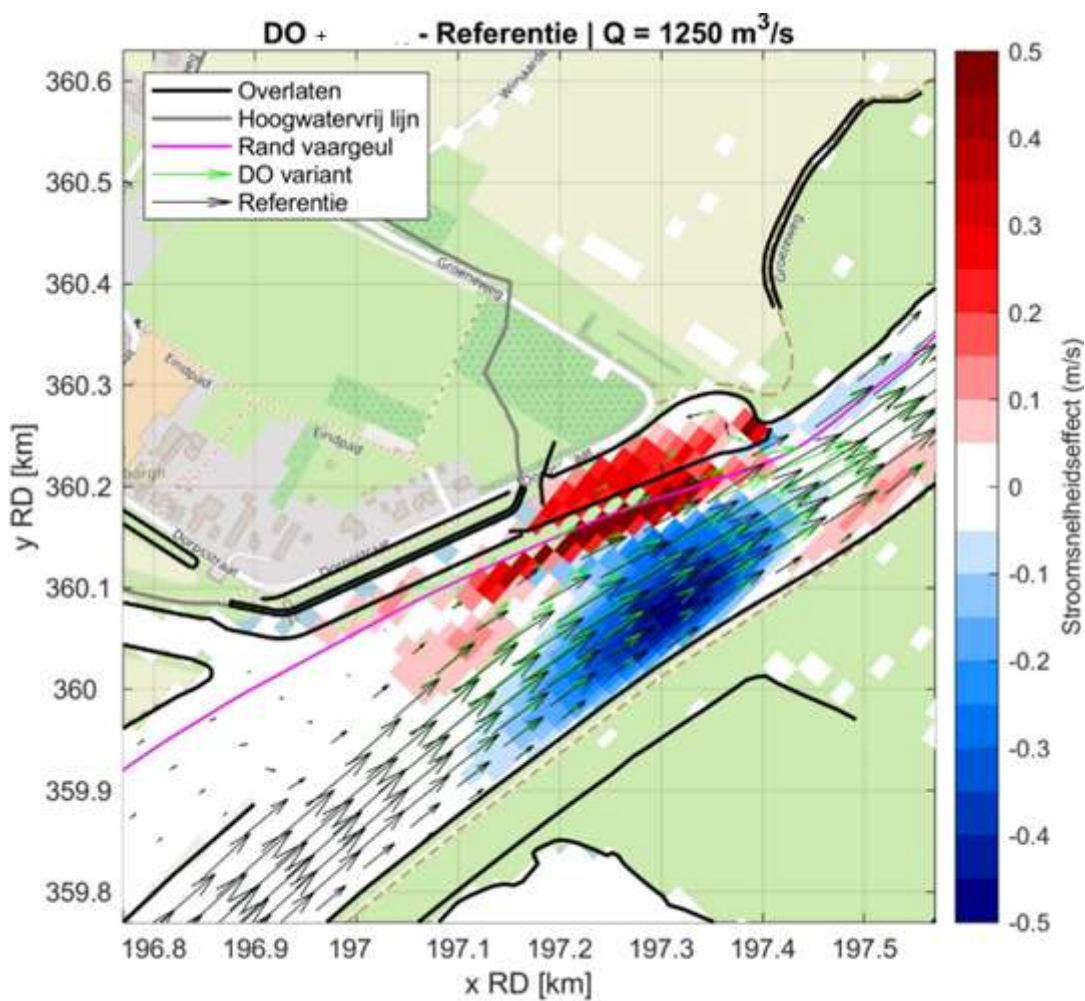 DO + - Referentie | Q = 1250 m³/s
Overlaten
Hoogwatervrij lijn
Rand vaargeul
DO variant
Referentie
360.6
360.5
360.4
360.3
360.2
360.1
360
359.9
359.8
y RD [km]
196.8 196.9 197 197.1 197.2 197.3 197.4 197.5
x RD [km]
0.5
0.4
0.3
0.2
0.1
0
-0.1
-0.2
-0.3
-0.4
-0.5
Stroomsnelheidseffect (m/s)
Groeneweg
Groeneweg
Eindpad
Eindpad
Dorpsstraat
Dorpsstraat